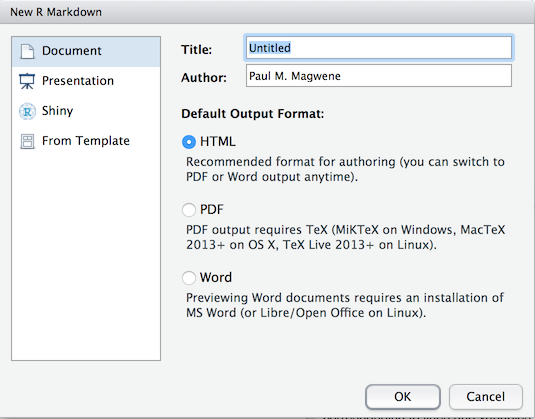 New R Markdown
Document
Presentation
Shiny
From Template
Title: Untitled
Author: Paul M. Magwene
Default Output Format:
HTML
Recommended format for authoring (you can switch to
PDF or Word output anytime).
PDF
PDF output requires TeX (MiKTeX on Windows, MacTeX
2013+ on OS X, TeX Live 2013+ on Linux).
Word
Previewing Word documents requires an installation of
MS Word (or Libre/Open Office on Linux).
OK Cancel